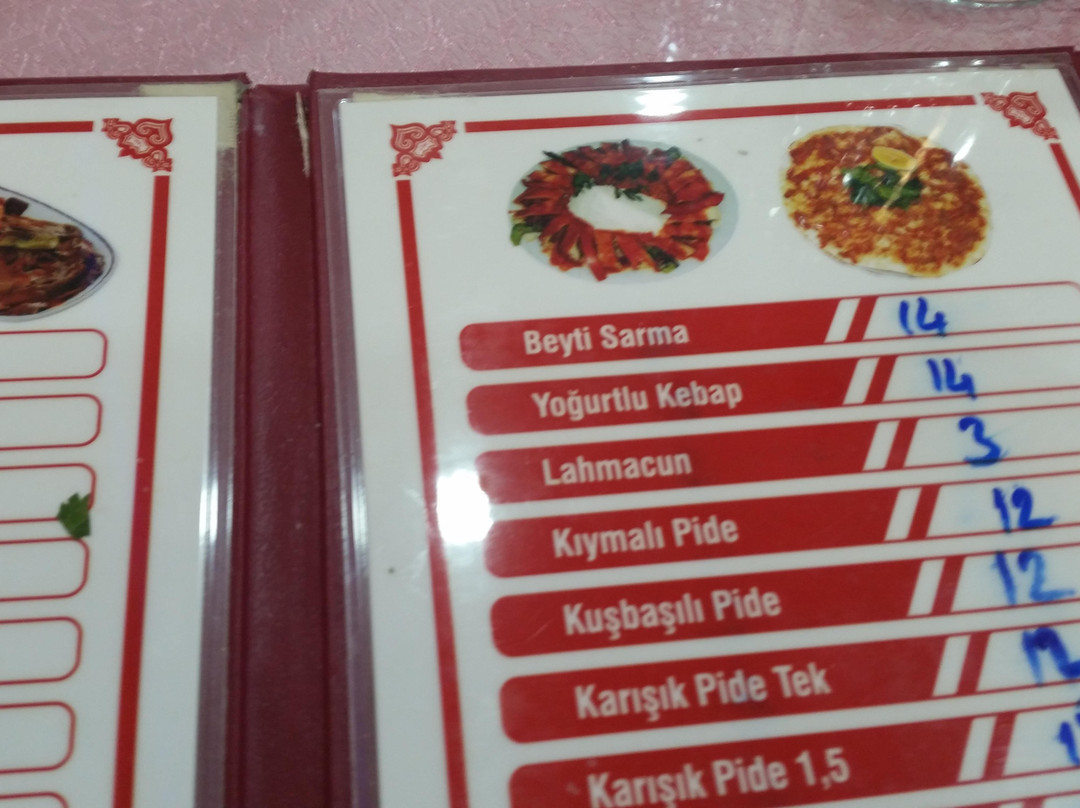 Beyti Sarma 14
Yoğurtlu Kebap 14
Lahmacun 3
Kıymalı Pide 12
Kuşbaşılı Pide 12
Karışık Pide Tek 12
Karışık Pide 1,5